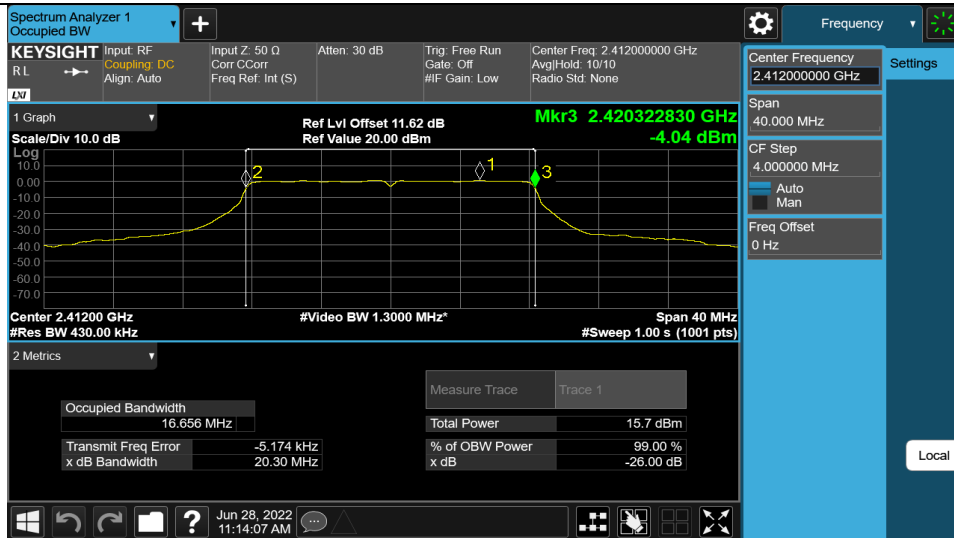 Spectrum Analyzer 1
Occupied BW
KEYSIGHT
R L
LXI
Input: RF
Coupling: DC
Align: Auto
Input Z: 50 Ω
Corr CCorr
Freq Ref: Int (S)
Atten: 30 dB
Trig: Free Run
Gate: Off
#IF Gain: Low
Center Freq: 2.412000000 GHz
Avg|Hold: 10/10
Radio Std: None
1 Graph
Scale/Div 10.0 dB
Ref Lvl Offset 11.62 dB
Ref Value 20.00 dBm
Mkr3 2.420322830 GHz
-4.04 dBm
Log
10.0
0.00
-10.0
-20.0
-30.0
-40.0
-50.0
-60.0
-70.0
2
1
3
Center 2.41200 GHz
#Video BW 1.3000 MHz*
Span 40 MHz
#Res BW 430.00 kHz
#Sweep 1.00 s (1001 pts)
2 Metrics
Measure Trace
Trace 1
Occupied Bandwidth
16.656 MHz
Total Power
15.7 dBm
Transmit Freq Error
-5.174 kHz
% of OBW Power
99.00 %
x dB Bandwidth
20.30 MHz
x dB
-26.00 dB
?
Jun 28, 2022
11:14:07 AM
Frequency
Center Frequency
2.412000000 GHz
Settings
Span
40.000 MHz
CF Step
4.000000 MHz
Auto
Man
Freq Offset
0 Hz
Local